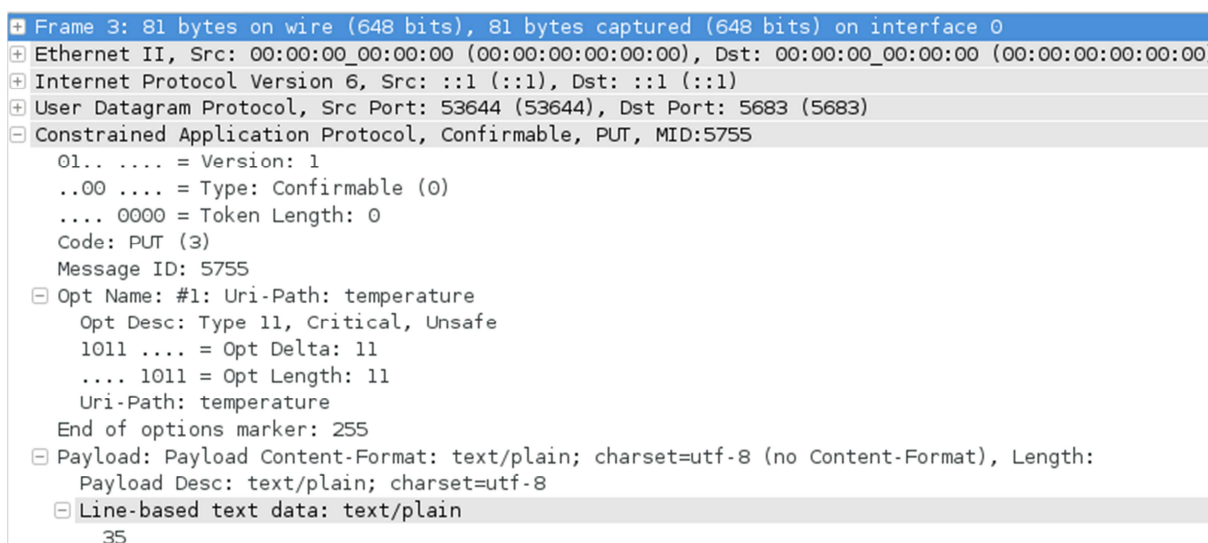 Frame 3: 81 bytes on wire (648 bits), 81 bytes captured (648 bits) on interface 0
Ethernet II, Src: 00:00:00_00:00:00 (00:00:00:00:00:00), Dst: 00:00:00_00:00:00 (00:00:00:00:00:00)
Internet Protocol Version 6, Src: ::1 (::1), Dst: ::1 (::1)
User Datagram Protocol, Src Port: 53644 (53644), Dst Port: 5683 (5683)
Constrained Application Protocol, Confirmable, PUT, MID:5755
01.. .... = Version: 1
..00 .... = Type: Confirmable (0)
.... 0000 = Token Length: 0
Code: PUT (3)
Message ID: 5755
Opt Name: #1: Uri-Path: temperature
Opt Desc: Type 11, Critical, Unsafe
1011 .... = Opt Delta: 11
.... 1011 = Opt Length: 11
Uri-Path: temperature
End of options marker: 255
Payload: Payload Content-Format: text/plain; charset=utf-8 (no Content-Format), Length:
Payload Desc: text/plain; charset=utf-8
Line-based text data: text/plain
35